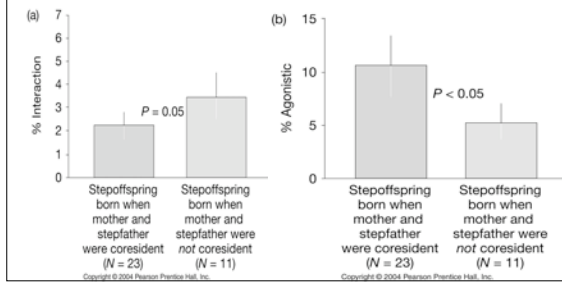 (a)
7
6
5
4
3
2
1
0
% Interaction
P = 0.05
Stepoffspring
born when
mother and
stepfather
were coresident
(N = 23)
Stepoffspring
born when
mother and
stepfather were
not coresident
(N = 11)
Copyright © 2004 Pearson Prentice Hall, Inc.
(b)
15
10
5
0
% Agonistic
P < 0.05
Stepoffspring
born when
mother and
stepfather
were coresident
(N = 23)
Stepoffspring
born when
mother and
stepfather were
not coresident
(N = 11)
Copyright © 2004 Pearson Prentice Hall, Inc.